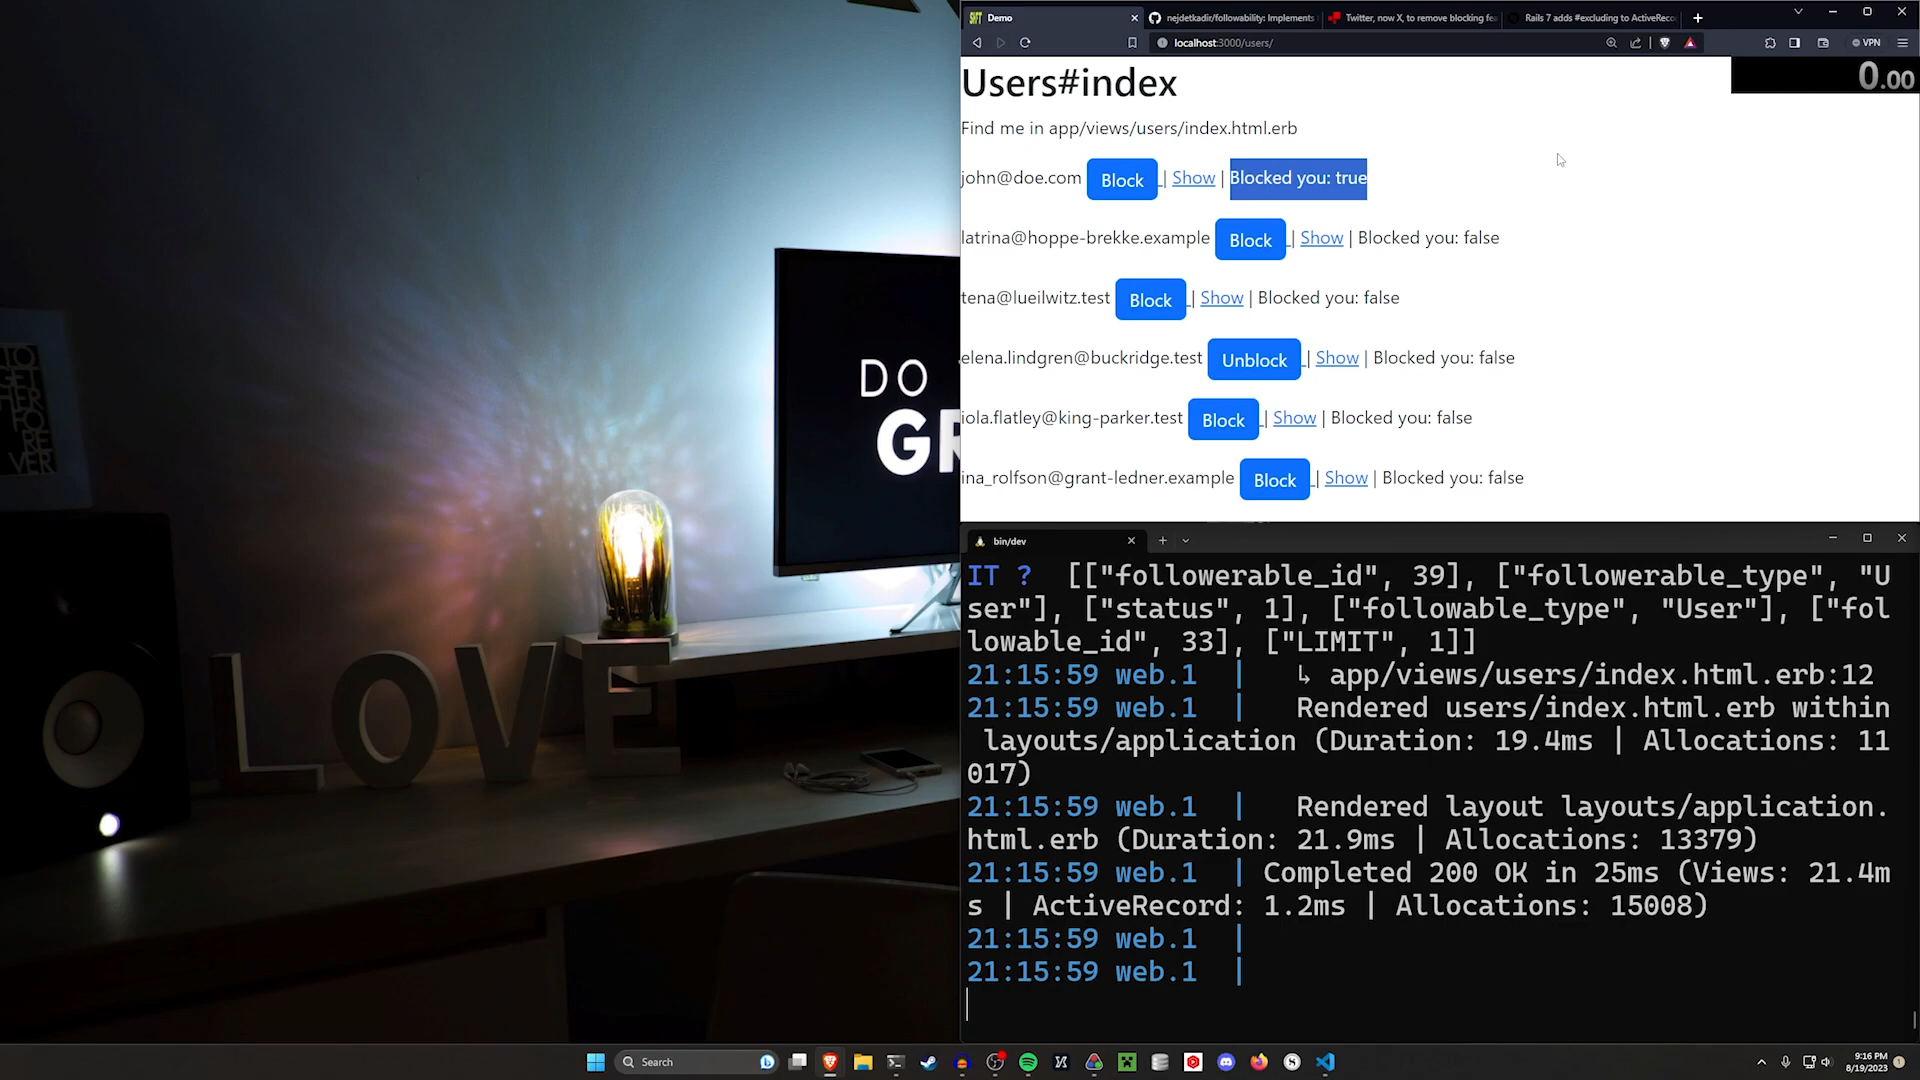 Demo
nejdetkadir/followability: Implements
Twitter, now X, to remove blocking fea
Rails 7 adds #excluding to ActiveReco
localhost:3000/users/
VPN
0.00
Users#index
Find me in app/views/users/index.html.erb
john@doe.com Block | Show | Blocked you: true
latrina@hoppe-brekke.example Block | Show | Blocked you: false
tena@lueilwitz.test Block | Show | Blocked you: false
elena.lindgren@buckridge.test Unblock | Show | Blocked you: false
iola.flatley@king-parker.test Block | Show | Blocked you: false
ina_rolfson@grant-ledner.example Block | Show | Blocked you: false
DO
GR
LOVE
bin/dev
IT ?  [["followerable_id", 39], ["followerable_type", "U
ser"], ["status", 1], ["followable_type", "User"], ["fol
lowable_id", 33], ["LIMIT", 1]]
21:15:59 web.1  |   ↳ app/views/users/index.html.erb:12
21:15:59 web.1  |   Rendered users/index.html.erb within
 layouts/application (Duration: 19.4ms | Allocations: 11
017)
21:15:59 web.1  |   Rendered layout layouts/application.
html.erb (Duration: 21.9ms | Allocations: 13379)
21:15:59 web.1  | Completed 200 OK in 25ms (Views: 21.4m
s | ActiveRecord: 1.2ms | Allocations: 15008)
21:15:59 web.1  |
21:15:59 web.1  |
Search
9:16 PM
8/19/2023